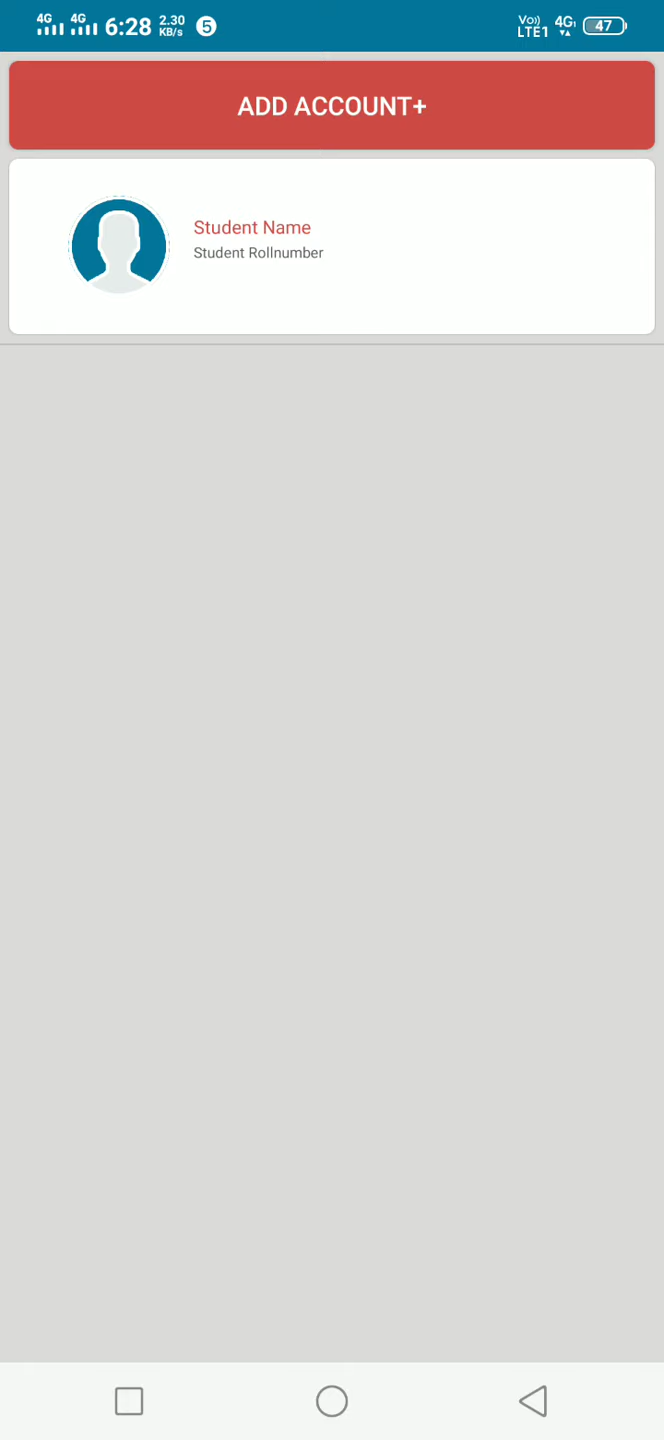 4G 4G 6:28 2.30 KB/s 5 Vo)) LTE1 4G 47
ADD ACCOUNT+
Student Name
Student Rollnumber